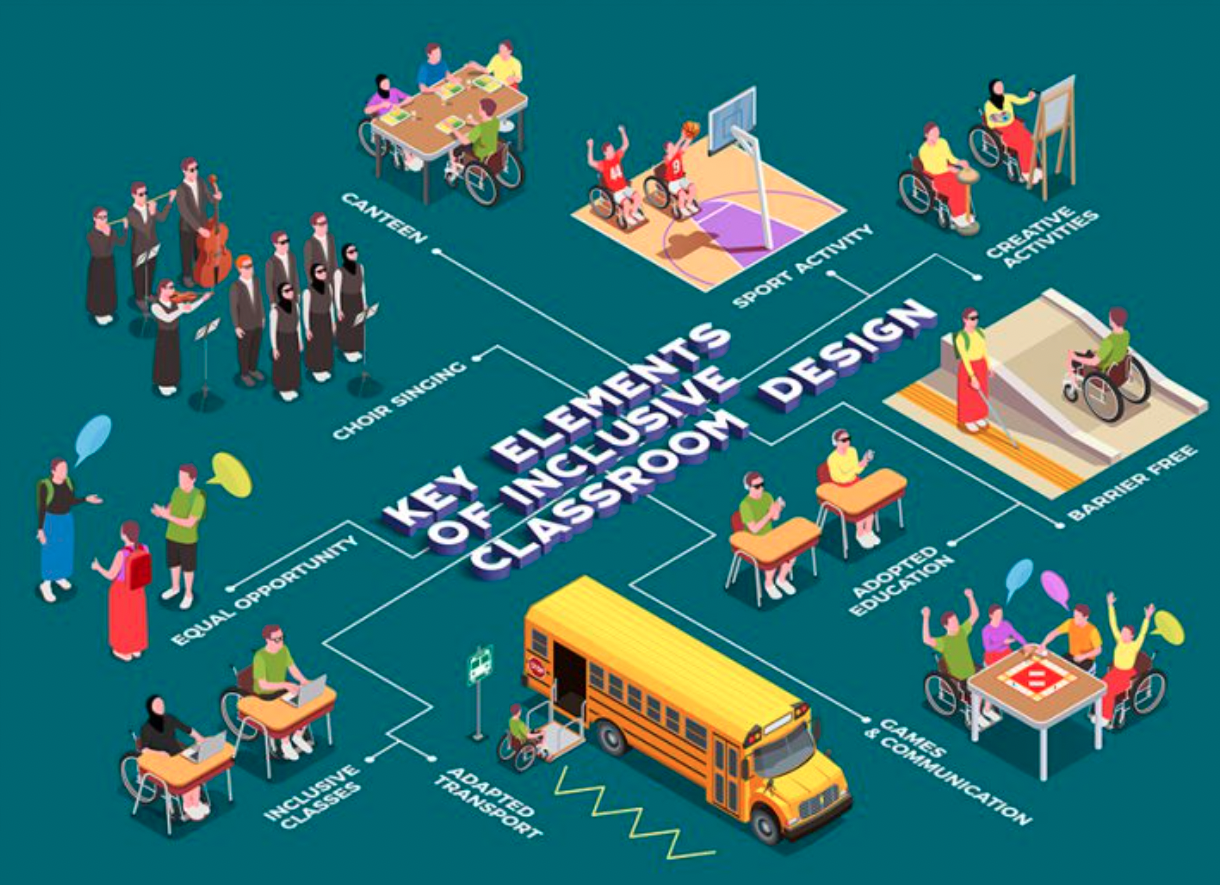 CANTEEN
SPORT ACTIVITY
CREATIVE
ACTIVITIES
44
9
KEY ELEMENTS
OF INCLUSIVE
CLASSROOM DESIGN
CHOIR SINGING
BARRIER FREE
EQUAL OPPORTUNITY
ADOPTED
EDUCATION
STOP
GAMES
& COMMUNICATION
INCLUSIVE
CLASSES
ADAPTED
TRANSPORT